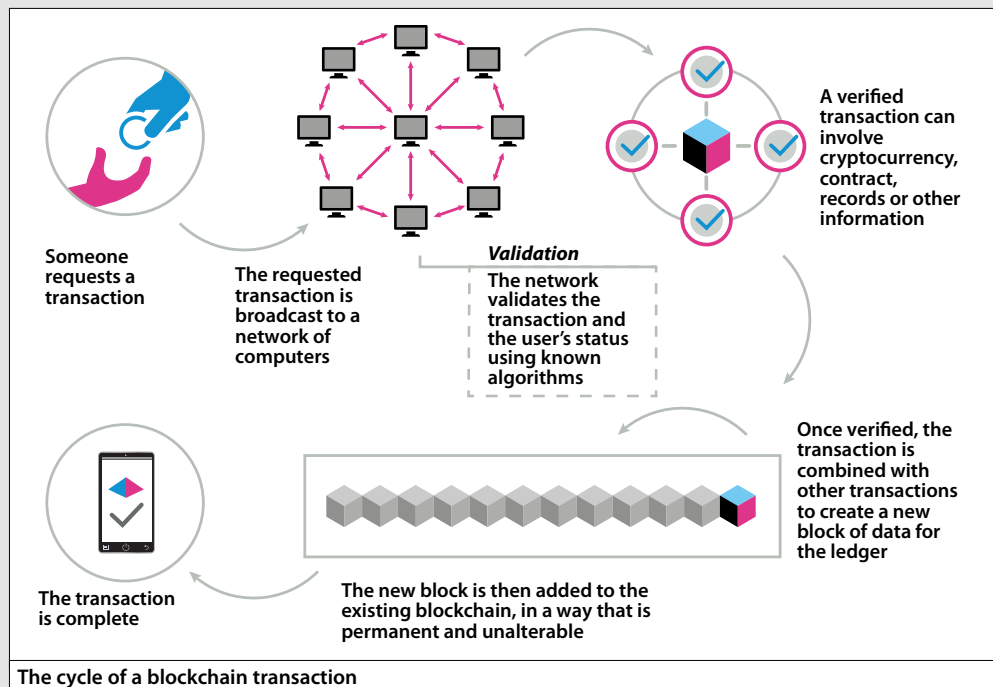 Someone
requests a
transaction
The requested
transaction is
broadcast to a
network of
computers
Validation
The network
validates the
transaction and
the user's status
using known
algorithms
A verified
transaction can
involve
cryptocurrency,
contract,
records or other
information
Once verified, the
transaction is
combined with
other transactions
to create a new
block of data for
the ledger
The new block is then added to the
existing blockchain, in a way that is
permanent and unalterable
The transaction
is complete
The cycle of a blockchain transaction